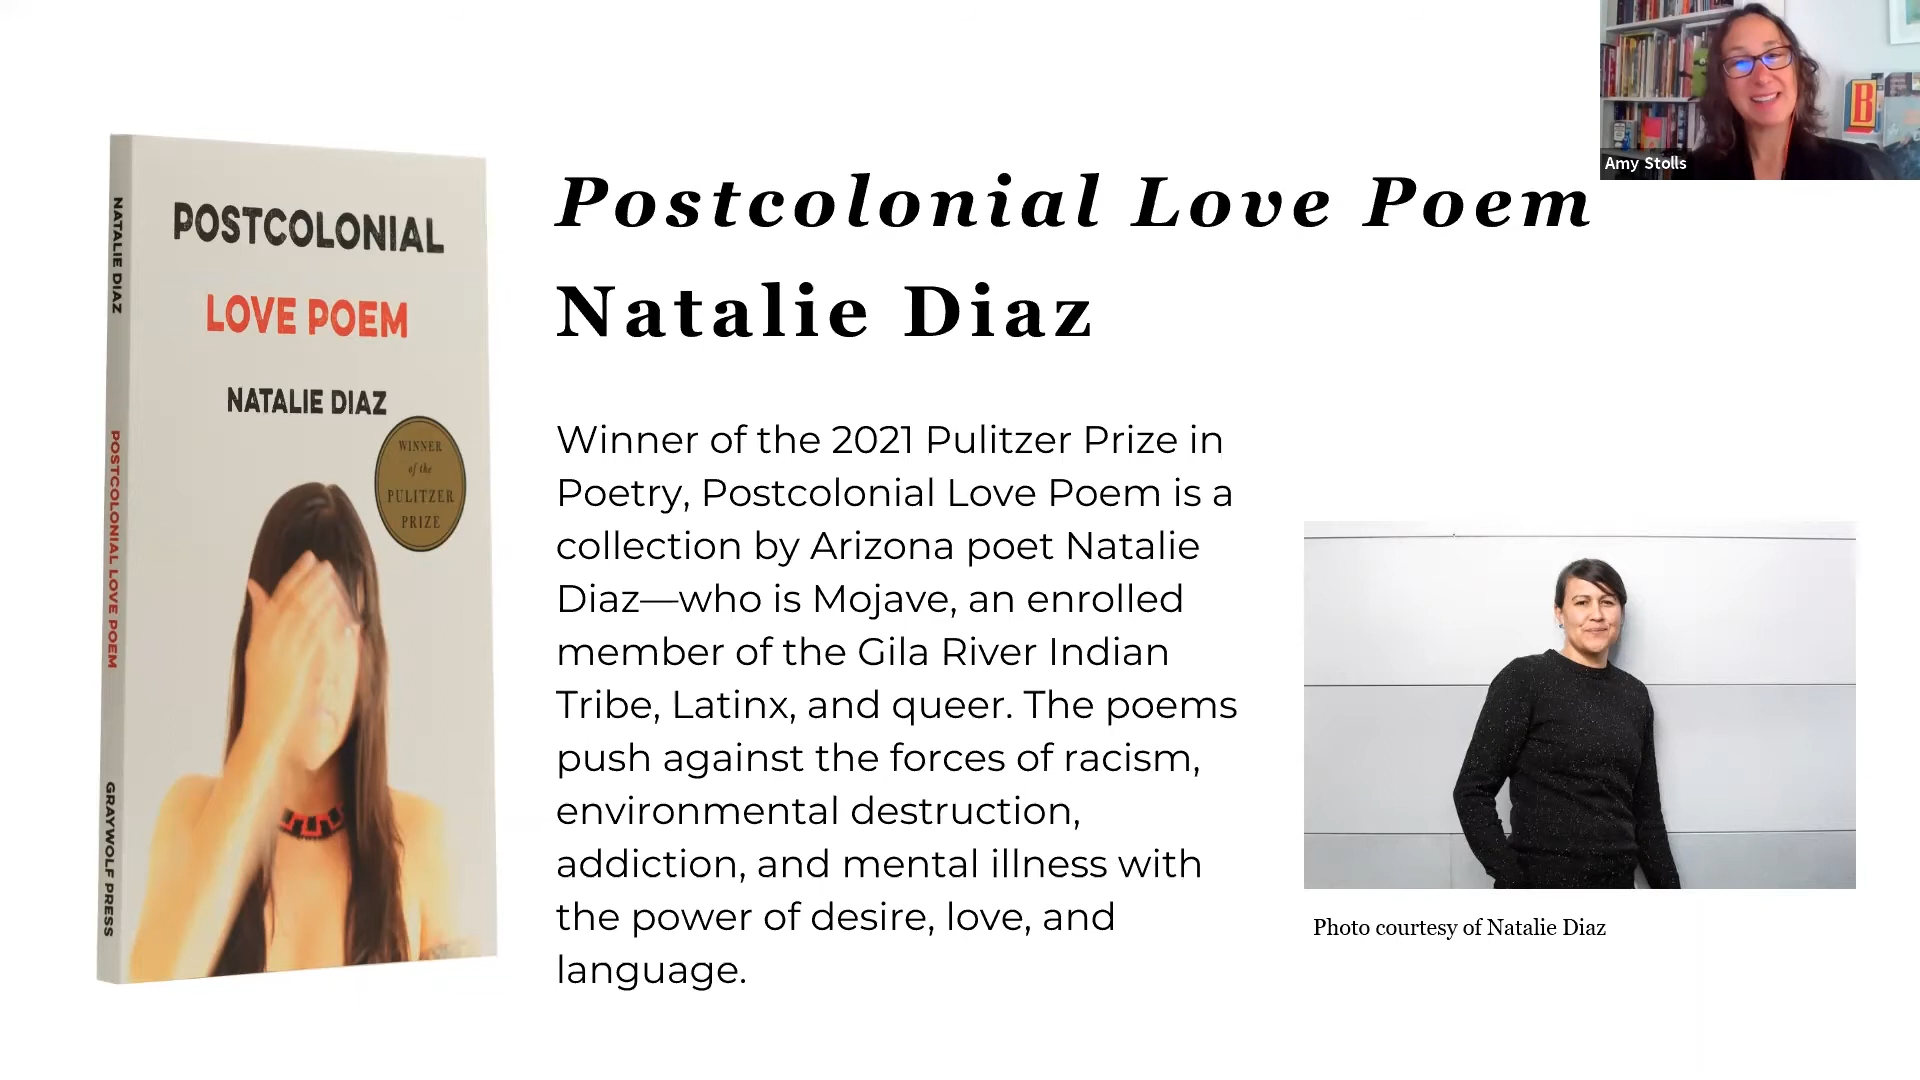 POSTCOLONIAL
LOVE POEM
NATALIE DIAZ
WINNER
of the
PULITZER
PRIZE
NATALIE DIAZ
POSTCOLONIAL LOVE POEM
GRAYWOLF PRESS
Postcolonial Love Poem
Natalie Diaz
Winner of the 2021 Pulitzer Prize in
Poetry, Postcolonial Love Poem is a
collection by Arizona poet Natalie
Diaz—who is Mojave, an enrolled
member of the Gila River Indian
Tribe, Latinx, and queer. The poems
push against the forces of racism,
environmental destruction,
addiction, and mental illness with
the power of desire, love, and
language.
Photo courtesy of Natalie Diaz
Amy Stolls
B